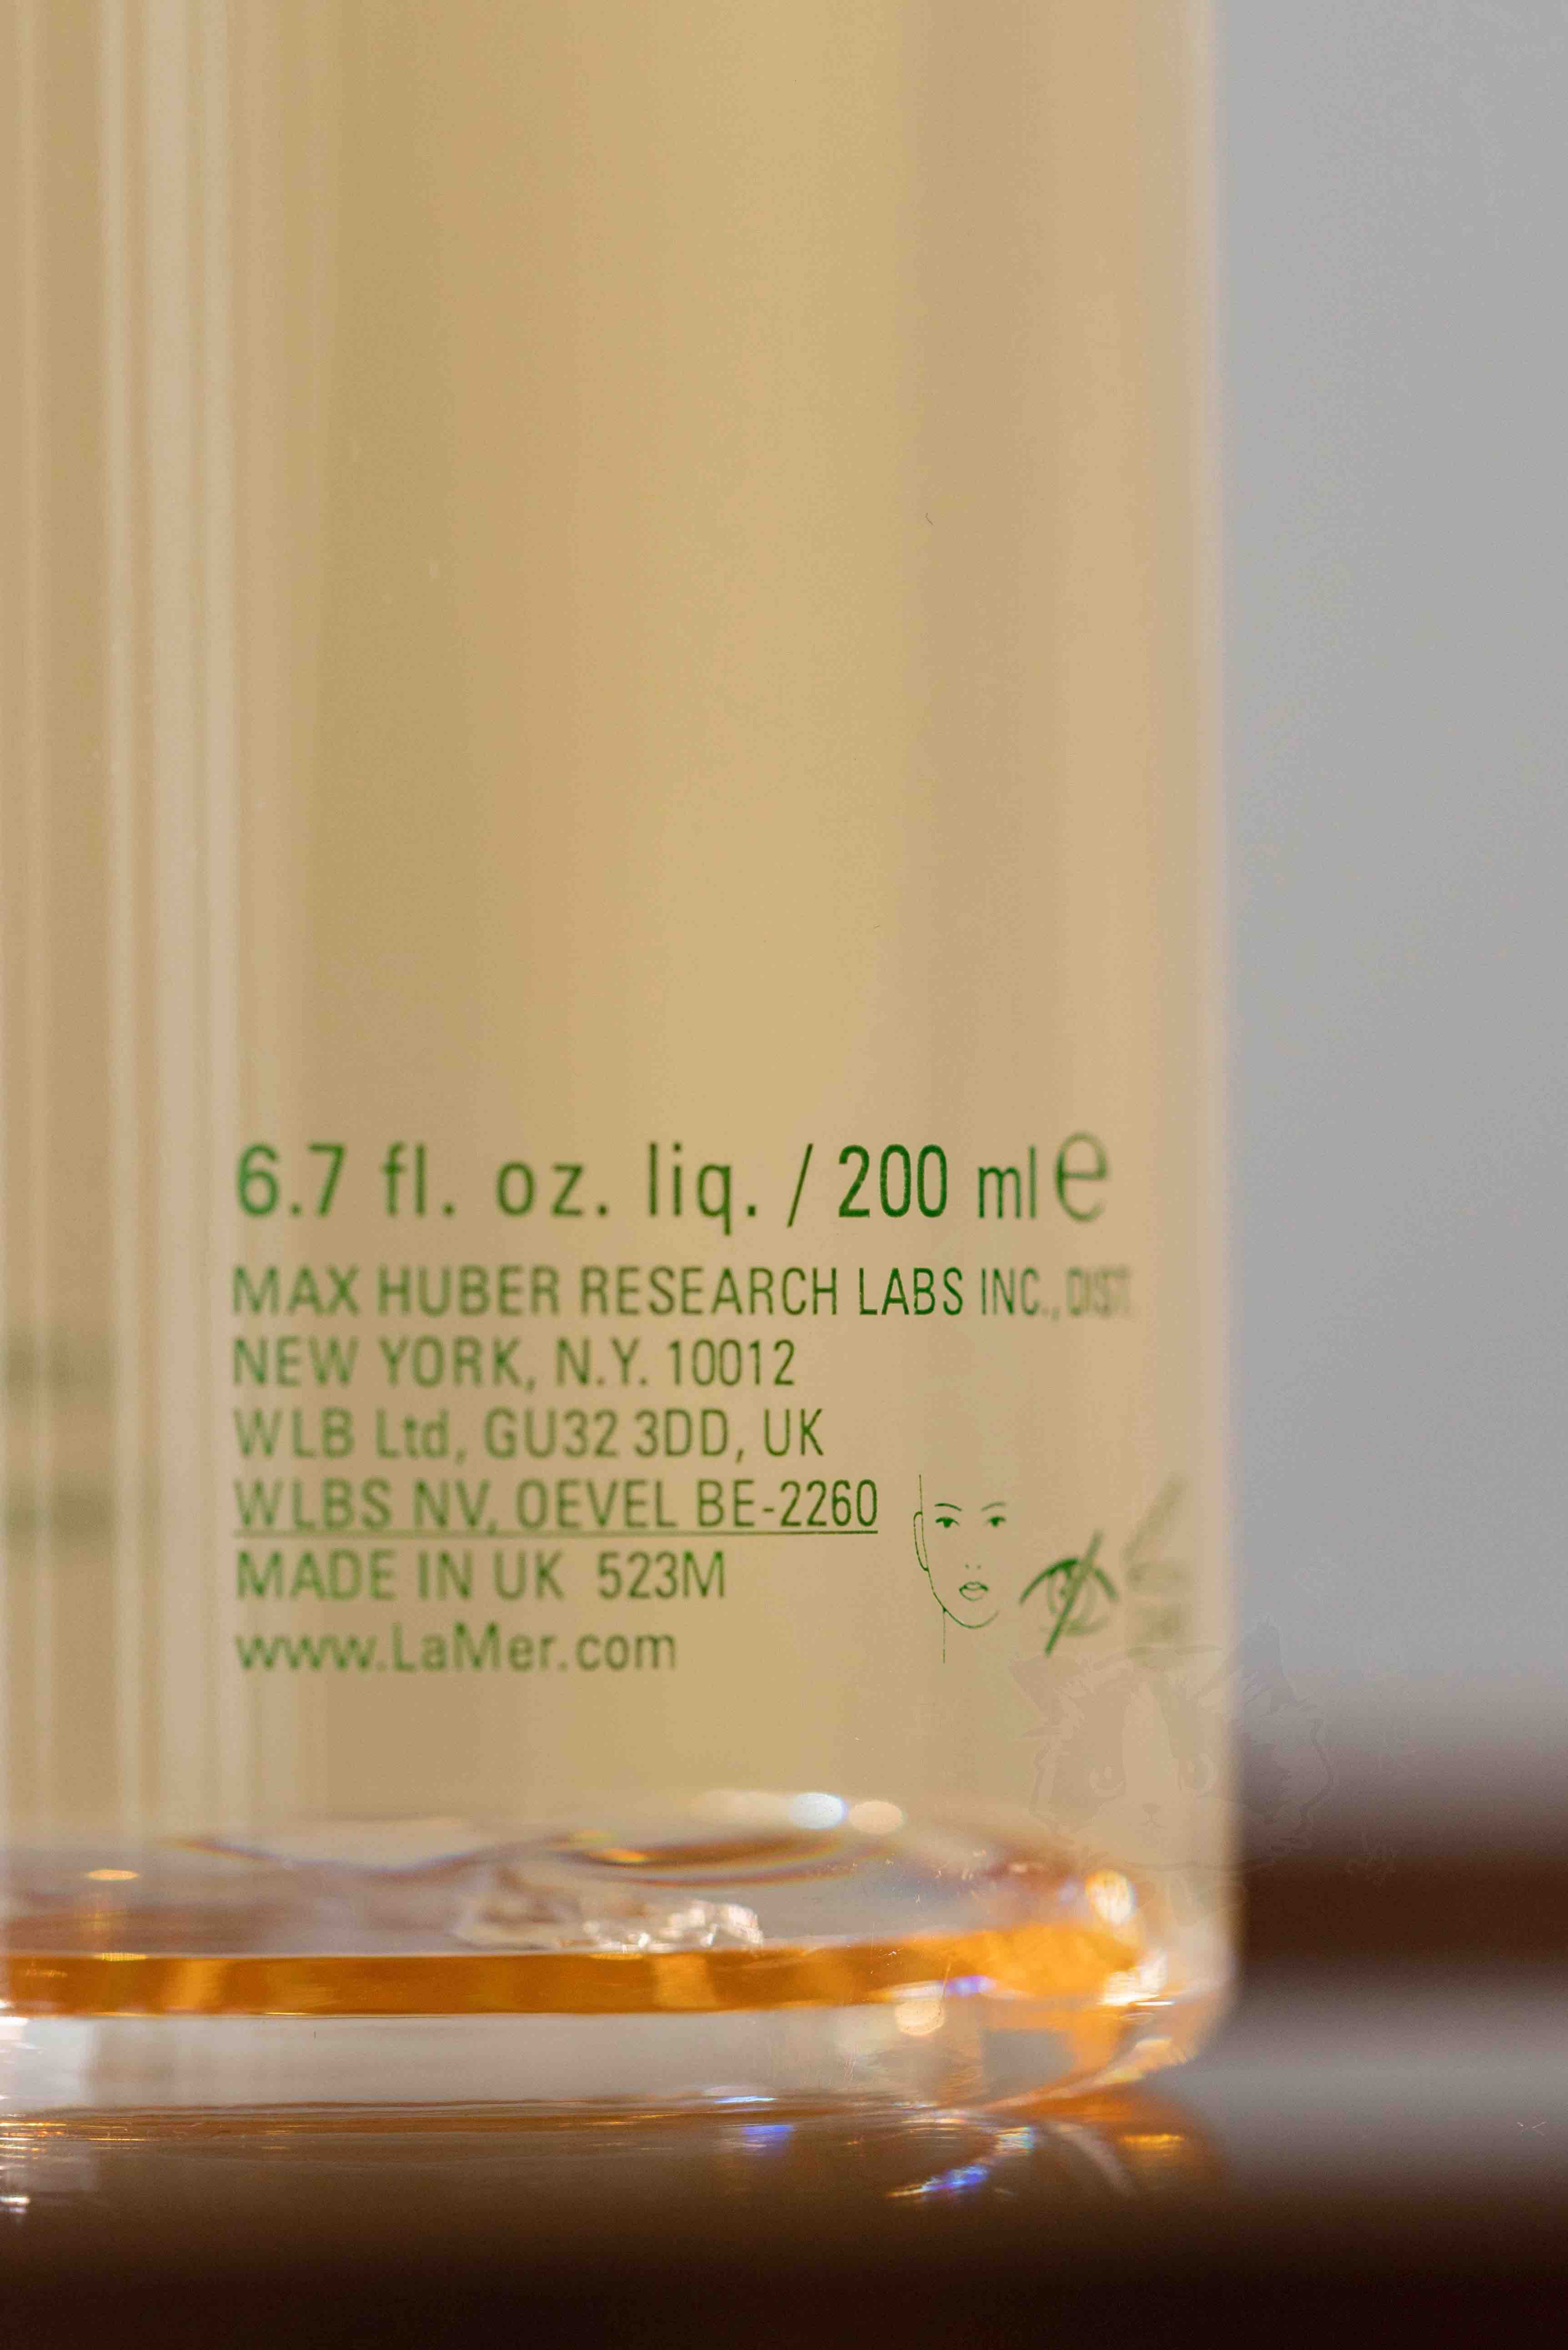 6.7 fl. oz. liq. / 200 ml e
MAX HUBER RESEARCH LABS INC., DIST.
NEW YORK, N.Y. 10012
WLB Ltd, GU32 3DD, UK
WLBS NV, OEVEL BE-2260
MADE IN UK 523M
www.LaMer.com